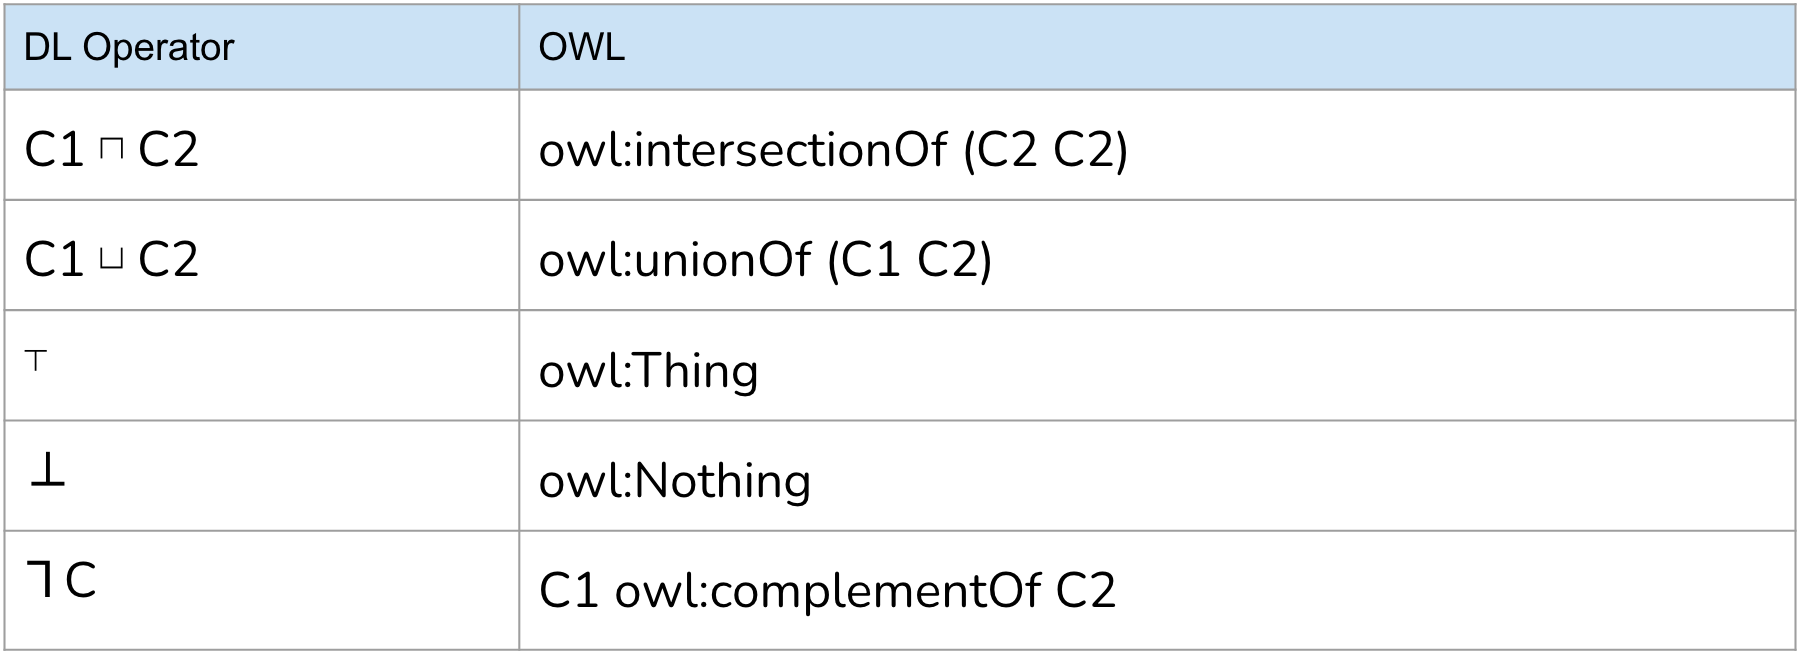 DL Operator OWL
C1 ⊓ C2 owl:intersectionOf (C2 C2)
C1 ⊔ C2 owl:unionOf (C1 C2)
⊤ owl:Thing
⊥ owl:Nothing
ㄱC C1 owl:complementOf C2